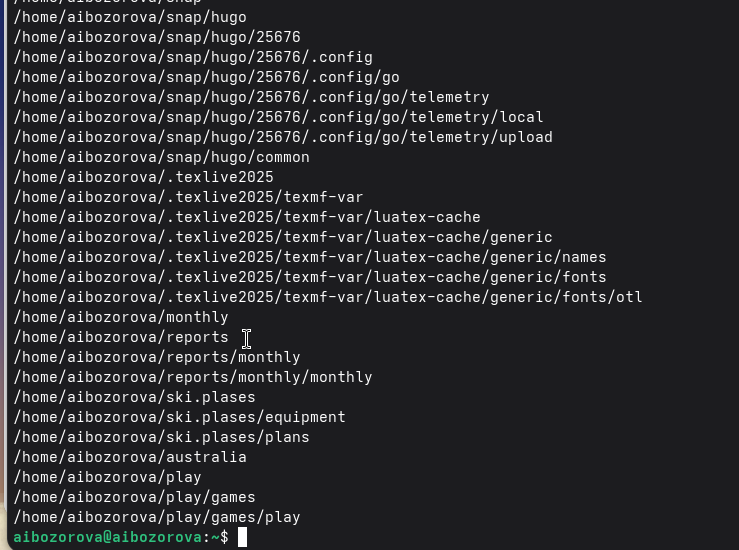 /home/aibozorova/snap
/home/aibozorova/snap/hugo
/home/aibozorova/snap/hugo/25676
/home/aibozorova/snap/hugo/25676/.config
/home/aibozorova/snap/hugo/25676/.config/go
/home/aibozorova/snap/hugo/25676/.config/go/telemetry
/home/aibozorova/snap/hugo/25676/.config/go/telemetry/local
/home/aibozorova/snap/hugo/25676/.config/go/telemetry/upload
/home/aibozorova/snap/hugo/common
/home/aibozorova/.texlive2025
/home/aibozorova/.texlive2025/texmf-var
/home/aibozorova/.texlive2025/texmf-var/luatex-cache
/home/aibozorova/.texlive2025/texmf-var/luatex-cache/generic
/home/aibozorova/.texlive2025/texmf-var/luatex-cache/generic/names
/home/aibozorova/.texlive2025/texmf-var/luatex-cache/generic/fonts
/home/aibozorova/.texlive2025/texmf-var/luatex-cache/generic/fonts/otl
/home/aibozorova/monthly
/home/aibozorova/reports
/home/aibozorova/reports/monthly
/home/aibozorova/reports/monthly/monthly
/home/aibozorova/ski.plases
/home/aibozorova/ski.plases/equipment
/home/aibozorova/ski.plases/plans
/home/aibozorova/australia
/home/aibozorova/play
/home/aibozorova/play/games
/home/aibozorova/play/games/play
aibozorova@aibozorova:~$